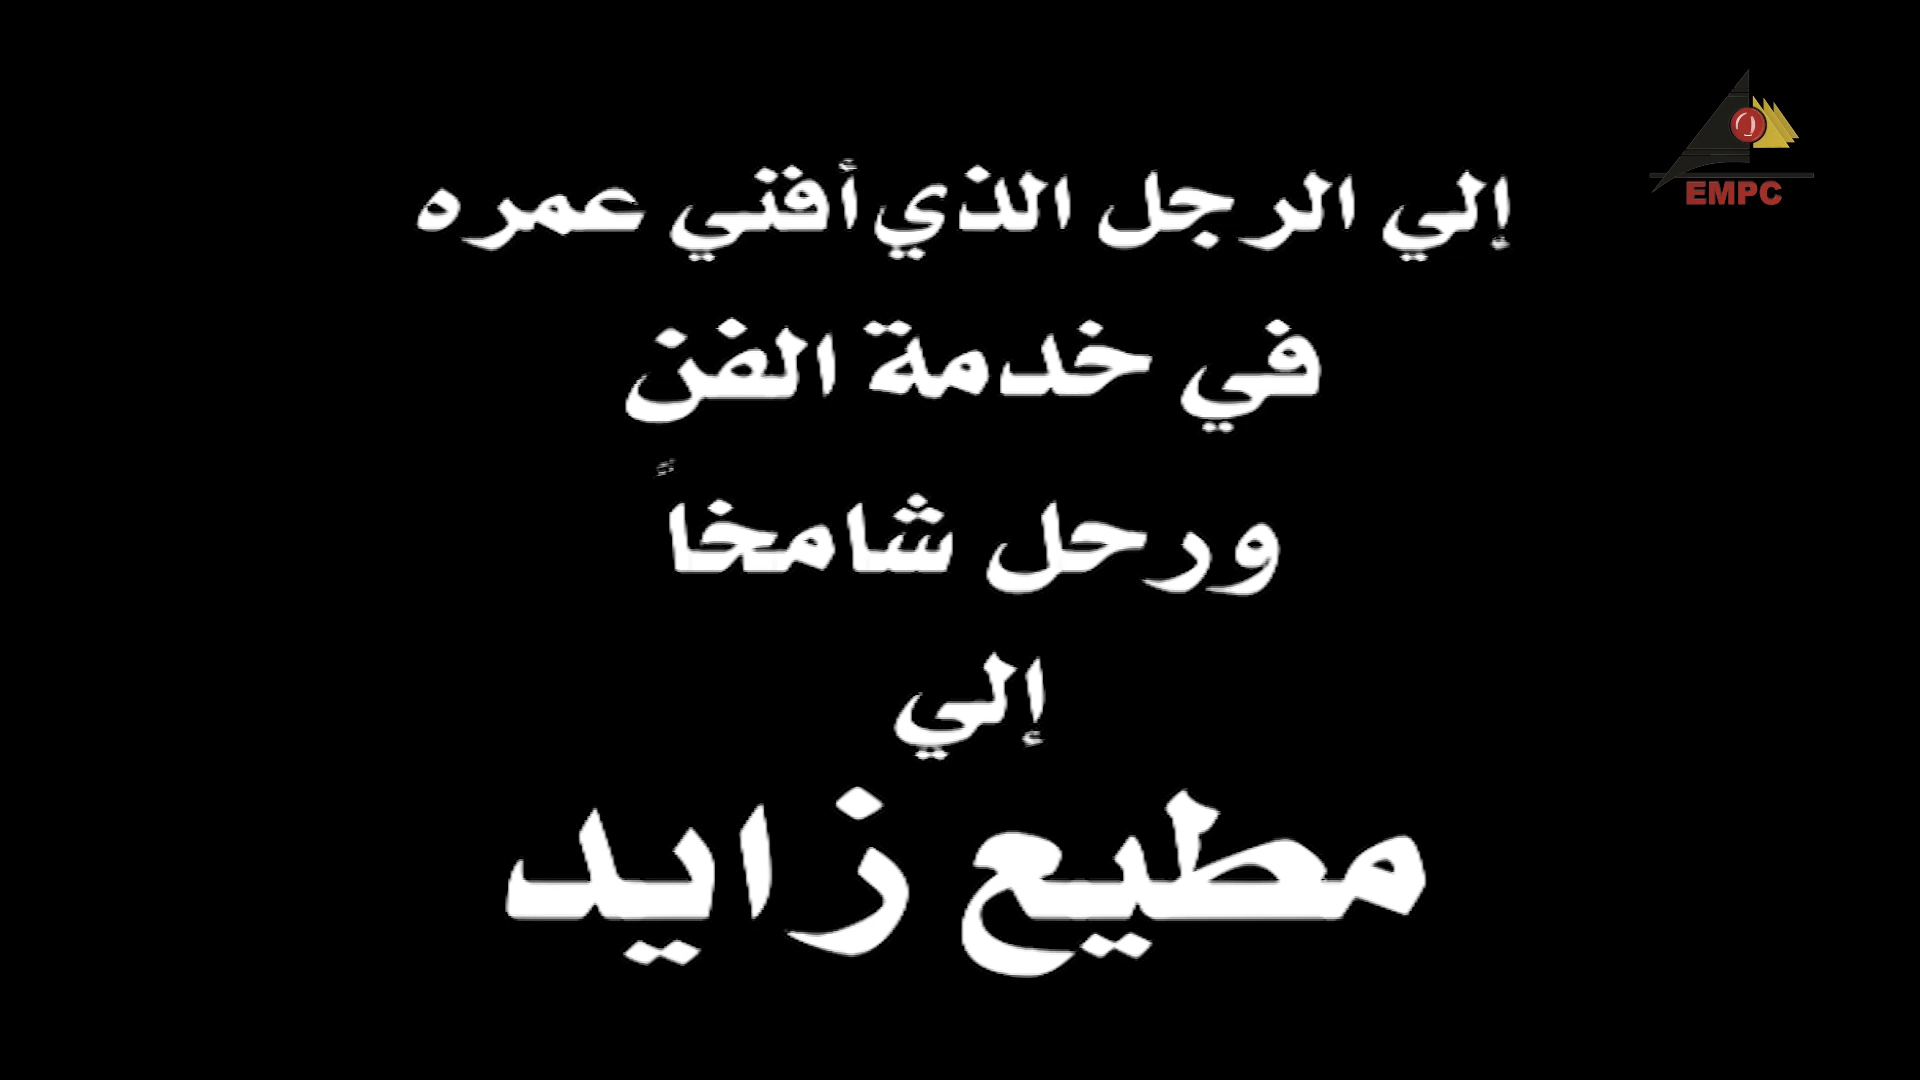 إلي الرجل الذي أفني عمره
في خدمة الفن
ورحل شامخاً
إلي
مطيع زايد
EMPC